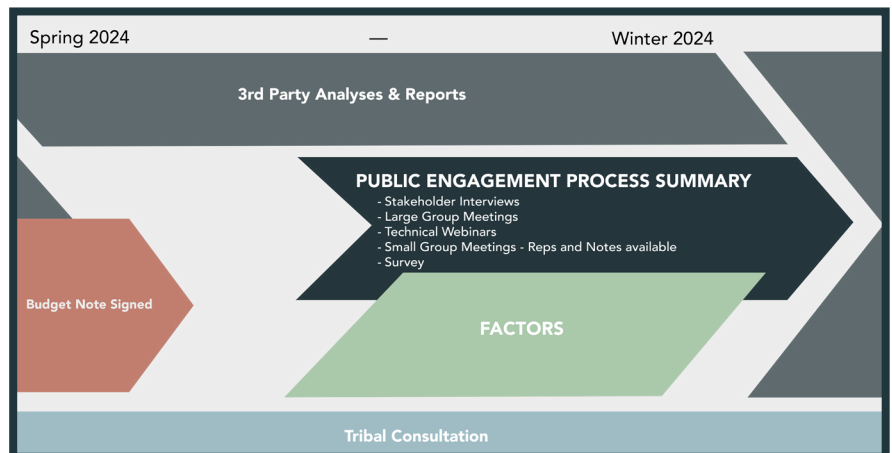 Spring 2024 — Winter 2024
3rd Party Analyses & Reports
PUBLIC ENGAGEMENT PROCESS SUMMARY
- Stakeholder Interviews
- Large Group Meetings
- Technical Webinars
- Small Group Meetings - Reps and Notes available
- Survey
Budget Note Signed
FACTORS
Tribal Consultation